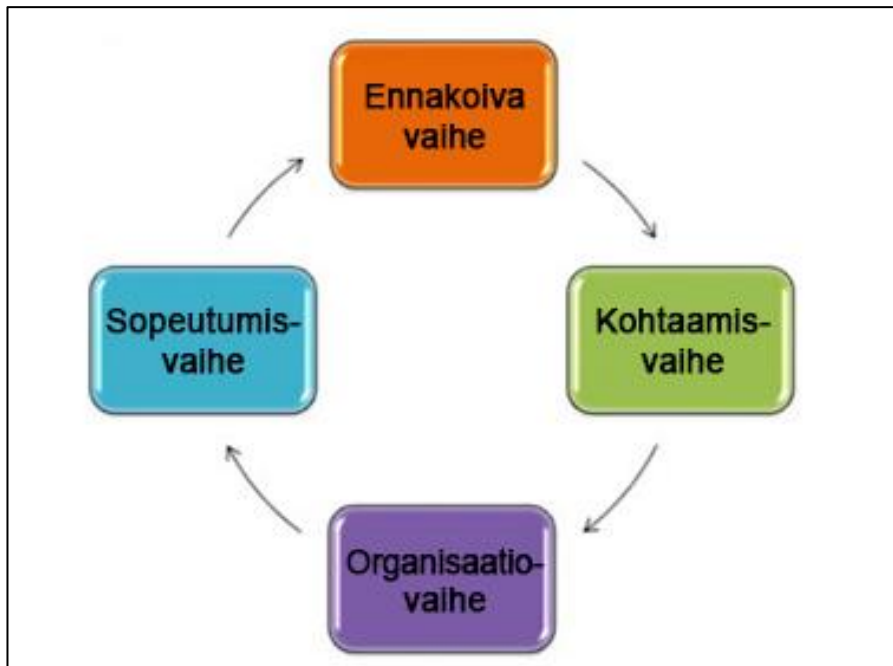 Ennakoiva
vaihe
Kohtaamis-
vaihe
Organisaatio-
vaihe
Sopeutumis-
vaihe